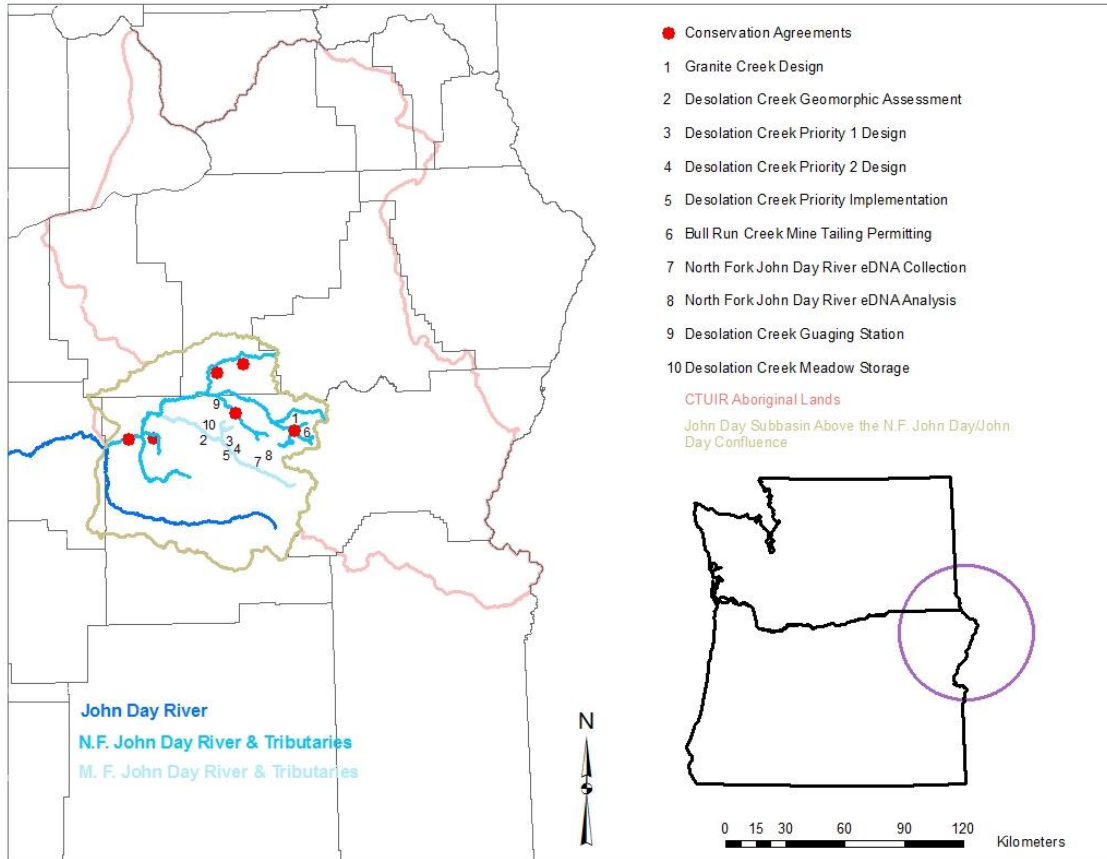 Conservation Agreements
1 Granite Creek Design
2 Desolation Creek Geomorphic Assessment
3 Desolation Creek Priority 1 Design
4 Desolation Creek Priority 2 Design
5 Desolation Creek Priority Implementation
6 Bull Run Creek Mine Tailing Permitting
7 North Fork John Day River eDNA Collection
8 North Fork John Day River eDNA Analysis
9 Desolation Creek Guaging Station
10 Desolation Creek Meadow Storage
CTUIR Aboriginal Lands
John Day Subbasin Above the N.F. John Day/John
Day Confluence
9
10
2
3
4
5
7
8
1
6
John Day River
N.F. John Day River & Tributaries
M. F. John Day River & Tributaries
N
0 15 30 60 90 120
Kilometers